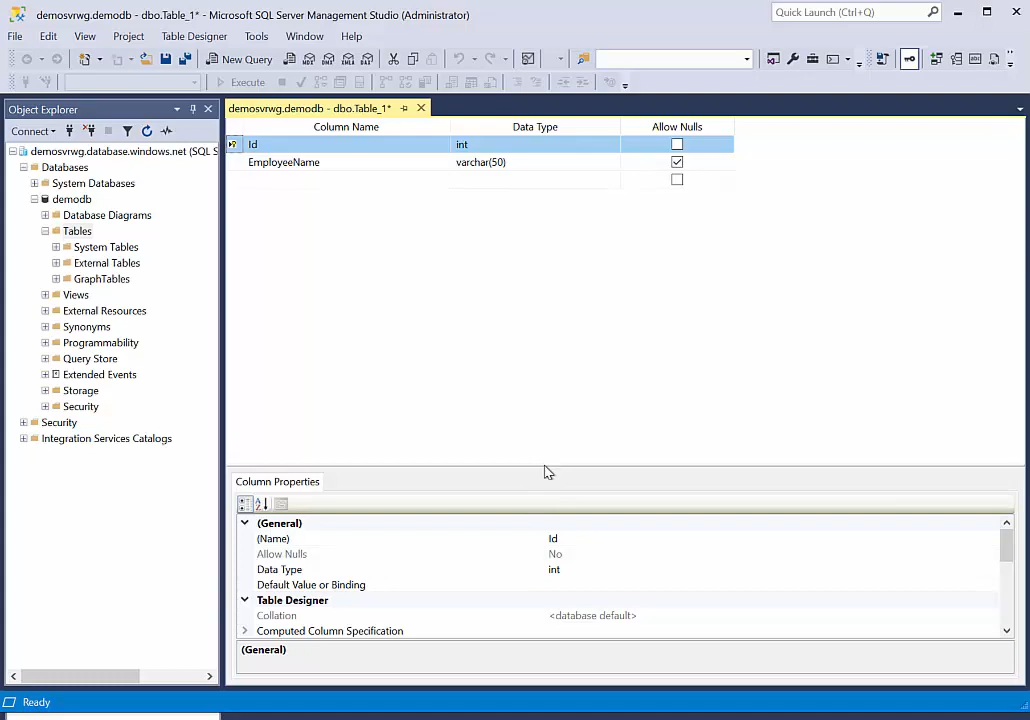 demosvrwg.demodb - dbo.Table_1* - Microsoft SQL Server Management Studio (Administrator)
Quick Launch (Ctrl+Q)
File Edit View Project Table Designer Tools Window Help
New Query
Execute
Object Explorer
demosvrwg.demodb - dbo.Table_1*
Connect
Column Name Data Type Allow Nulls
Id int
EmployeeName varchar(50)
demosvrwg.database.windows.net (SQL S
Databases
System Databases
demodb
Database Diagrams
Tables
System Tables
External Tables
GraphTables
Views
External Resources
Synonyms
Programmability
Query Store
Extended Events
Storage
Security
Security
Integration Services Catalogs
Column Properties
(General)
(Name) Id
Allow Nulls No
Data Type int
Default Value or Binding
Table Designer
Collation <database default>
Computed Column Specification
(General)
Ready